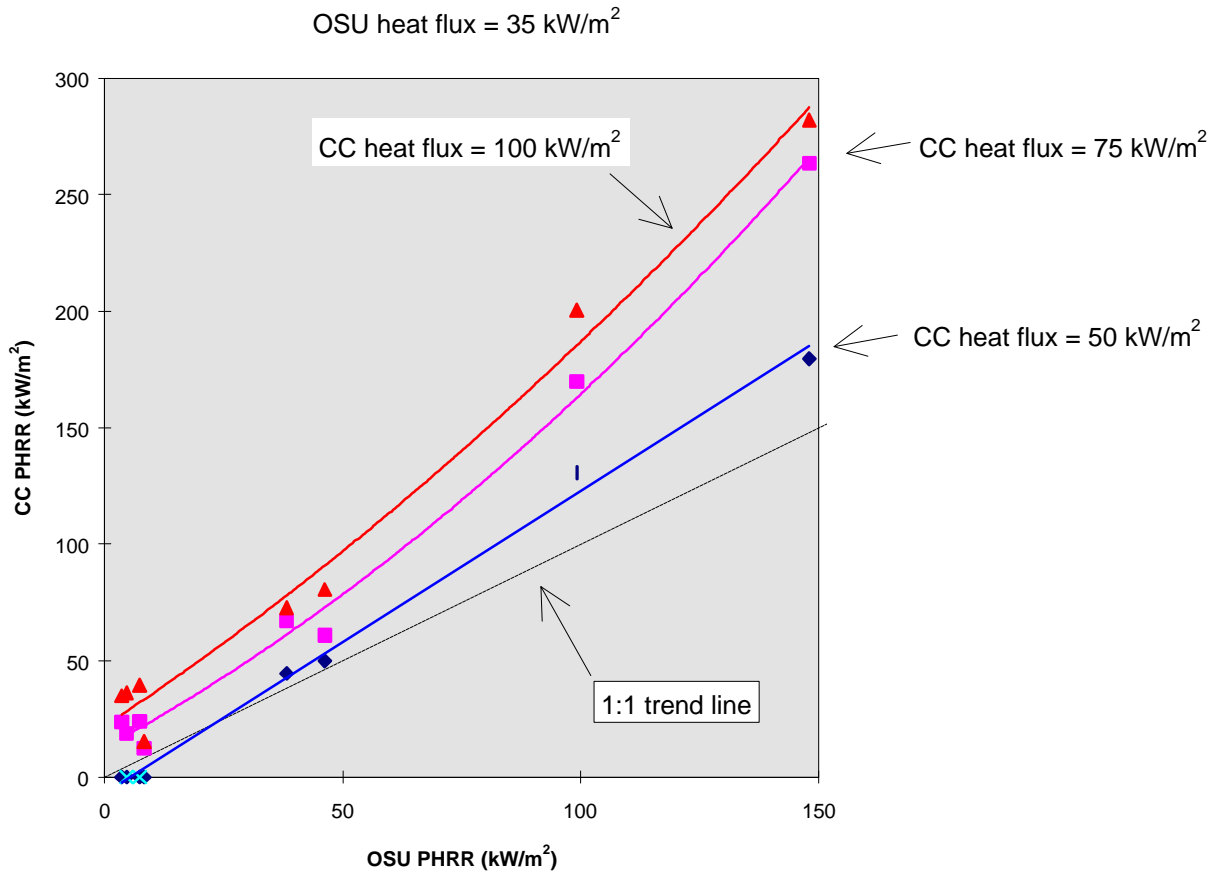 OSU heat flux = 35 kW/m²
300
250
200
150
100
50
0
CC PHRR (kW/m²)
CC heat flux = 100 kW/m²
CC heat flux = 75 kW/m²
CC heat flux = 50 kW/m²
1:1 trend line
0
50
100
150
OSU PHRR (kW/m²)